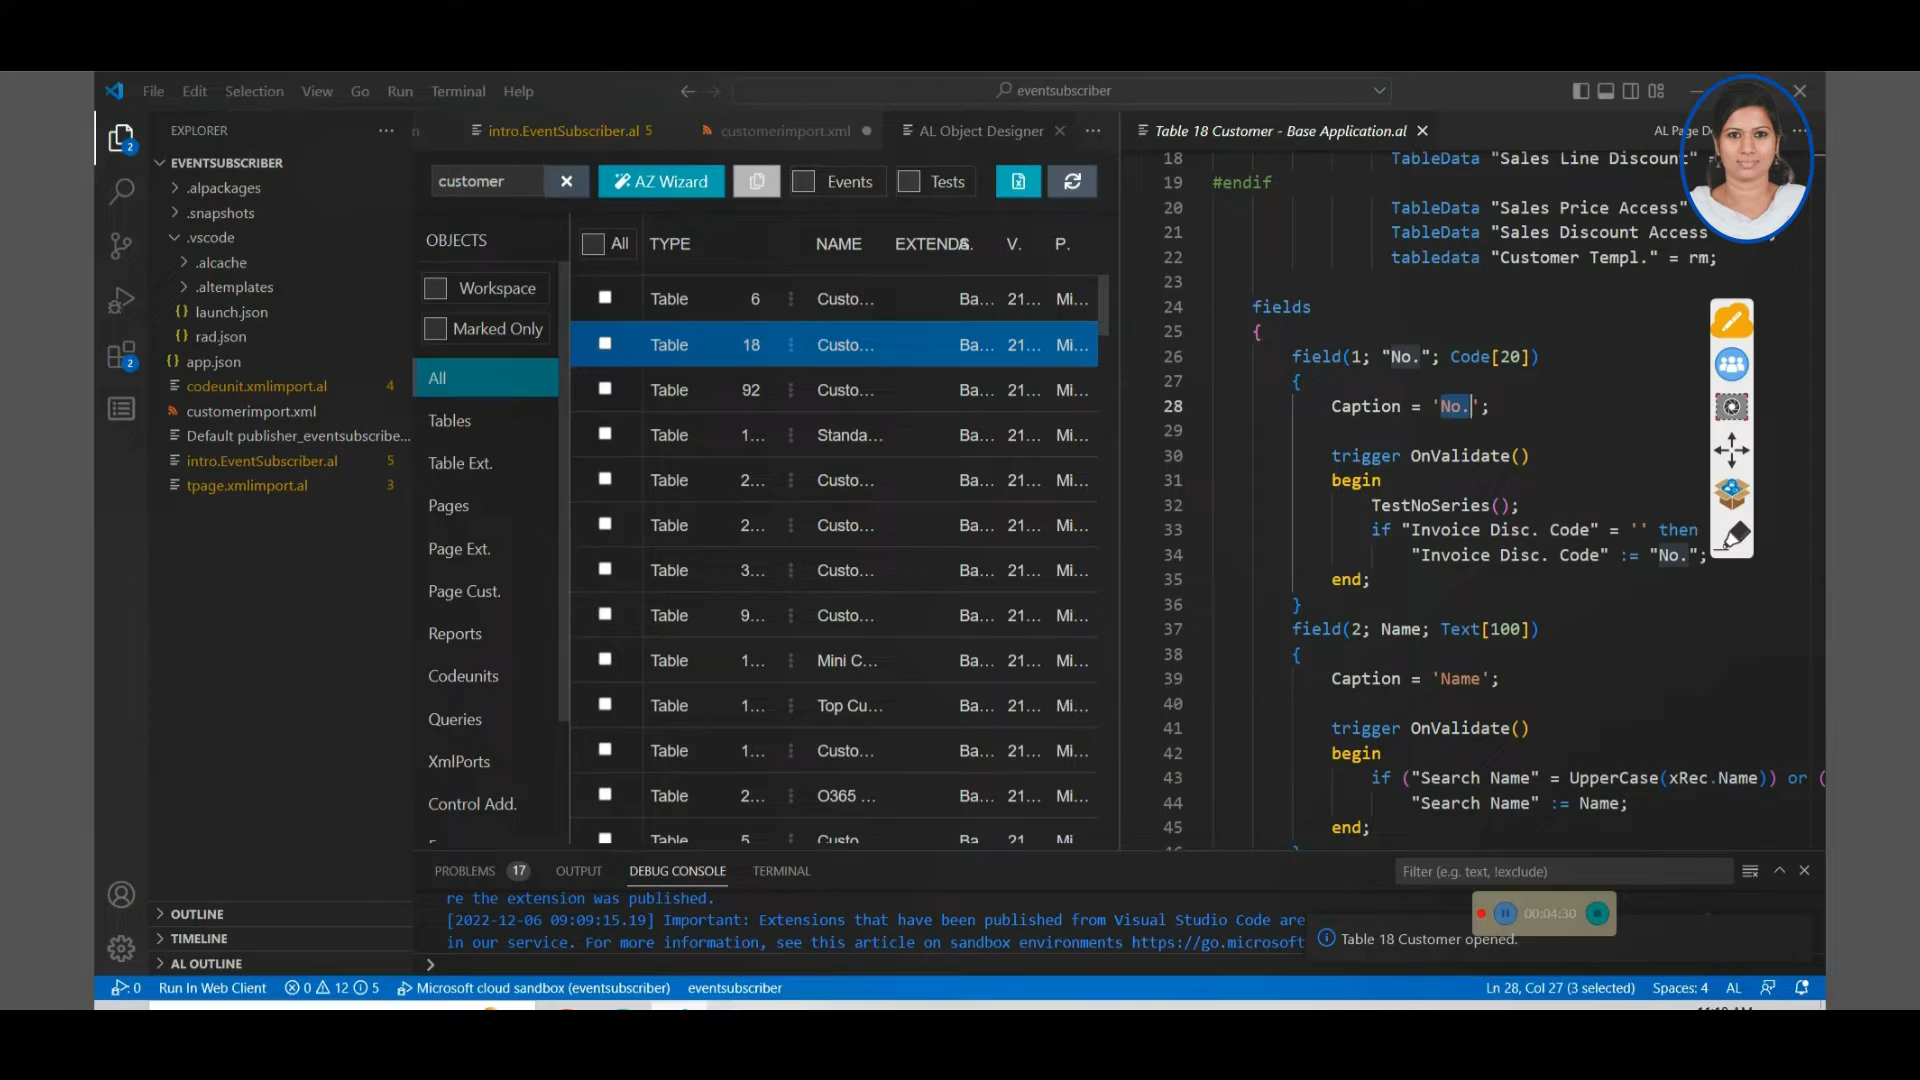 File Edit Selection View Go Run Terminal Help
eventsubscriber
EXPLORER
EVENTSUBSCRIBER
.alpackages
.snapshots
.vscode
.alcache
.altemplates
launch.json
rad.json
app.json
codeunit.xmlimport.al 4
customerimport.xml
Default publisher_eventsubscribe...
intro.EventSubscriber.al 5
tpage.xmlimport.al 3
OUTLINE
TIMELINE
AL OUTLINE
2
2
intro.EventSubscriber.al 5
customerimport.xml
AL Object Designer
customer
AZ Wizard
Events
Tests
OBJECTS
Workspace
Marked Only
All
Tables
Table Ext.
Pages
Page Ext.
Page Cust.
Reports
Codeunits
Queries
XmlPorts
Control Add.
All TYPE NAME EXTENDS V. P.
Table 6 Custo... Ba... 21... Mi...
Table 18 Custo... Ba... 21... Mi...
Table 92 Custo... Ba... 21... Mi...
Table 1... Standa... Ba... 21... Mi...
Table 2... Custo... Ba... 21... Mi...
Table 2... Custo... Ba... 21... Mi...
Table 3... Custo... Ba... 21... Mi...
Table 9... Custo... Ba... 21... Mi...
Table 1... Mini C... Ba... 21... Mi...
Table 1... Top Cu... Ba... 21... Mi...
Table 1... Custo... Ba... 21... Mi...
Table 2... O365 ... Ba... 21... Mi...
Table 5 Custo Ba 21 Mi
Table 18 Customer - Base Application.al
AL Page De
18 TableData "Sales Line Discount" =
19 #endif
20 TableData "Sales Price Access"
21 TableData "Sales Discount Access
22 tabledata "Customer Templ." = rm;
23
24 fields
25 {
26 field(1; "No."; Code[20])
27 {
28 Caption = 'No.';
29
30 trigger OnValidate()
31 begin
32 TestNoSeries();
33 if "Invoice Disc. Code" = '' then
34 "Invoice Disc. Code" := "No.";
35 end;
36 }
37 field(2; Name; Text[100])
38 {
39 Caption = 'Name';
40
41 trigger OnValidate()
42 begin
43 if ("Search Name" = UpperCase(xRec.Name)) or (
44 "Search Name" := Name;
45 end;
46 }
PROBLEMS 17 OUTPUT DEBUG CONSOLE TERMINAL
Filter (e.g. text, !exclude)
re the extension was published.
[2022-12-06 09:09:15.19] Important: Extensions that have been published from Visual Studio Code are
in our service. For more information, see this article on sandbox environments https://go.microsoft
00:04:30
Table 18 Customer opened.
0 Run In Web Client 0 12 5 Microsoft cloud sandbox (eventsubscriber) eventsubscriber
Ln 28, Col 27 (3 selected) Spaces: 4 AL